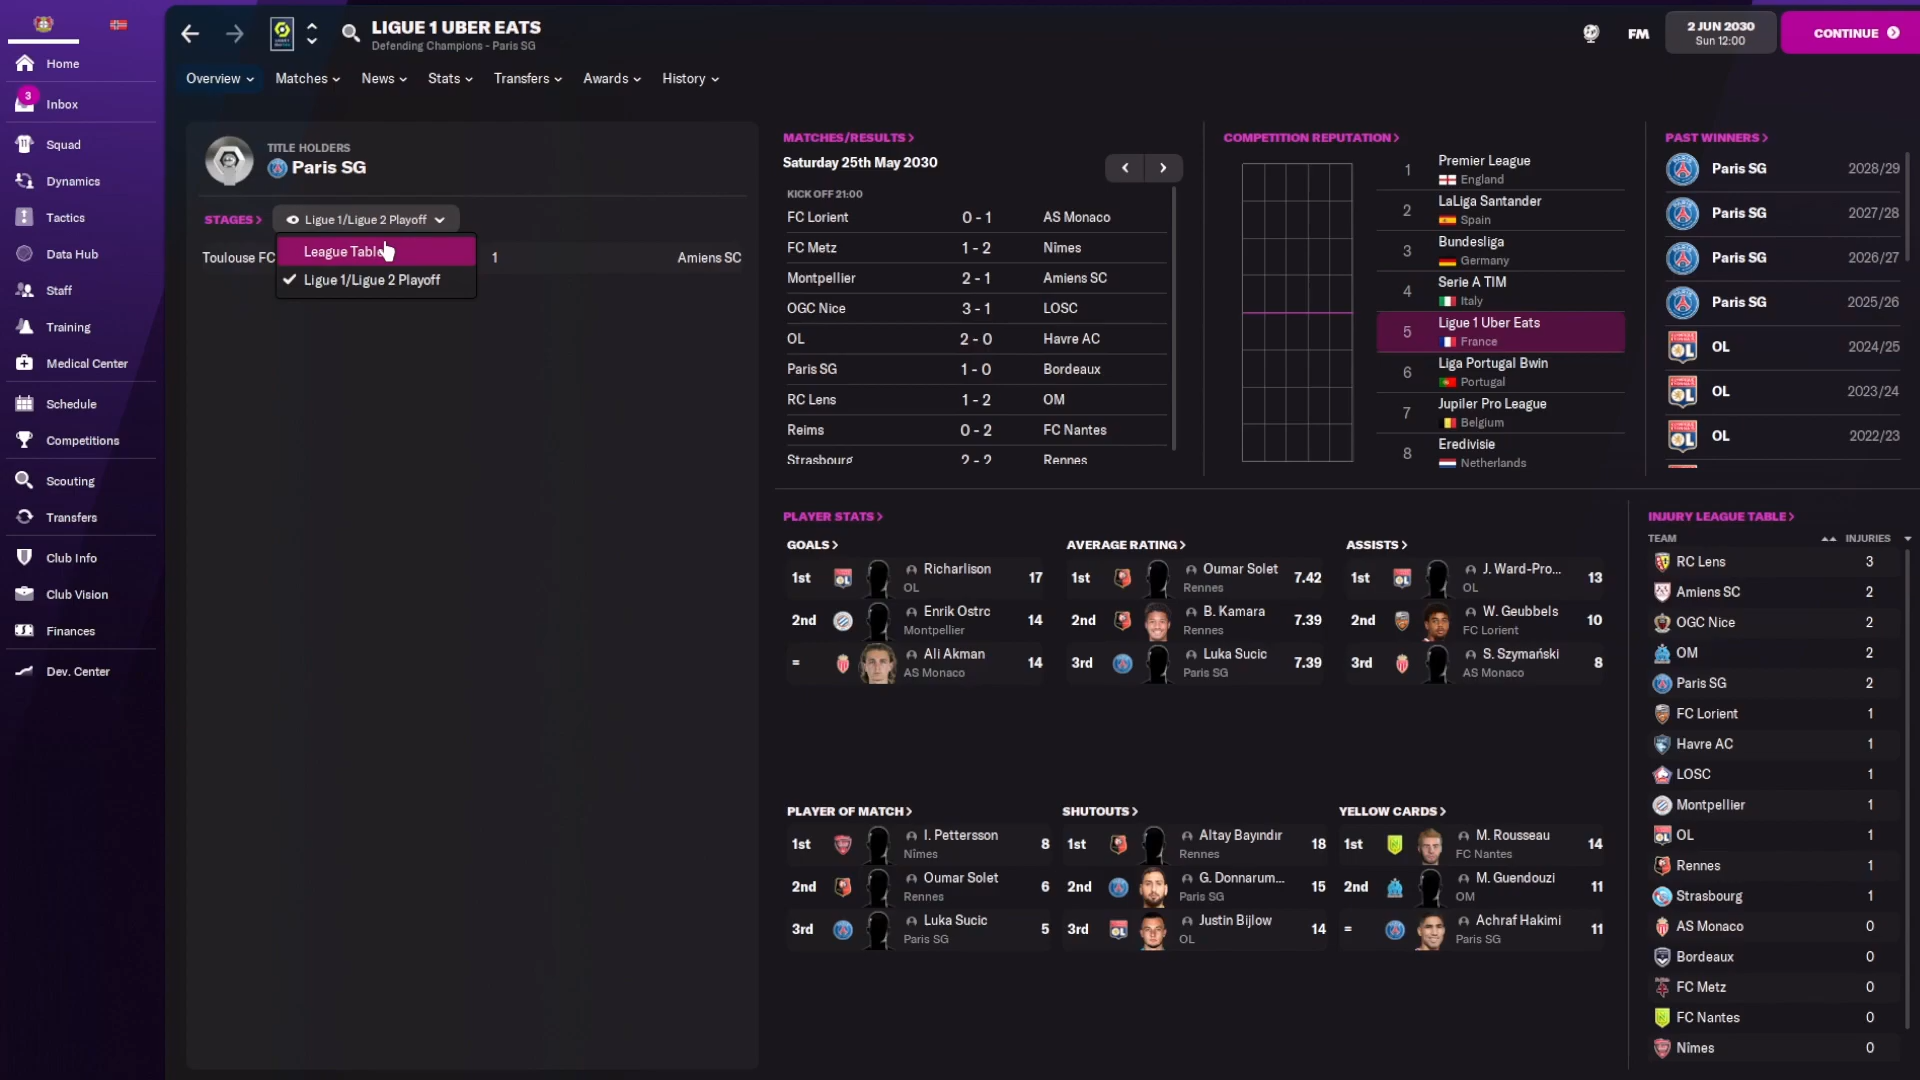 LIGUE 1 UBER EATS
Defending Champions - Paris SG
FM
2 JUN 2030
Sun 12:00
CONTINUE
Overview
Matches
News
Stats
Transfers
Awards
History
Home
3
Inbox
Squad
Dynamics
Tactics
Data Hub
Staff
Training
Medical Center
Schedule
Competitions
Scouting
Transfers
Club Info
Club Vision
Finances
Dev. Center
TITLE HOLDERS
Paris SG
STAGES
Ligue 1/Ligue 2 Playoff
League Table
Ligue 1/Ligue 2 Playoff
Toulouse FC 1 Amiens SC
MATCHES/RESULTS
Saturday 25th May 2030
KICK OFF 21:00
FC Lorient 0 - 1 AS Monaco
FC Metz 1 - 2 Nîmes
Montpellier 2 - 1 Amiens SC
OGC Nice 3 - 1 LOSC
OL 2 - 0 Havre AC
Paris SG 1 - 0 Bordeaux
RC Lens 1 - 2 OM
Reims 0 - 2 FC Nantes
Strasbourg 2 - 2 Rennes
COMPETITION REPUTATION
1 Premier League
England
2 LaLiga Santander
Spain
3 Bundesliga
Germany
4 Serie A TIM
Italy
5 Ligue 1 Uber Eats
France
6 Liga Portugal Bwin
Portugal
7 Jupiler Pro League
Belgium
8 Eredivisie
Netherlands
PAST WINNERS
Paris SG 2028/29
Paris SG 2027/28
Paris SG 2026/27
Paris SG 2025/26
OL 2024/25
OL 2023/24
OL 2022/23
PLAYER STATS
GOALS
1st Richarlison 17
OL
2nd Enrik Ostrc 14
Montpellier
= Ali Akman 14
AS Monaco
AVERAGE RATING
1st Oumar Solet 7.42
Rennes
2nd B. Kamara 7.39
Rennes
3rd Luka Sucic 7.39
Paris SG
ASSISTS
1st J. Ward-Pro... 13
OL
2nd W. Geubbels 10
FC Lorient
3rd S. Szymański 8
AS Monaco
PLAYER OF MATCH
1st I. Pettersson 8
Nîmes
2nd Oumar Solet 6
Rennes
3rd Luka Sucic 5
Paris SG
SHUTOUTS
1st Altay Bayındır 18
Rennes
2nd G. Donnarum... 15
Paris SG
3rd Justin Bijlow 14
OL
YELLOW CARDS
1st M. Rousseau 14
FC Nantes
2nd M. Guendouzi 11
OM
= Achraf Hakimi 11
Paris SG
INJURY LEAGUE TABLE
TEAM INJURIES
RC Lens 3
Amiens SC 2
OGC Nice 2
OM 2
Paris SG 2
FC Lorient 1
Havre AC 1
LOSC 1
Montpellier 1
OL 1
Rennes 1
Strasbourg 1
AS Monaco 0
Bordeaux 0
FC Metz 0
FC Nantes 0
Nîmes 0